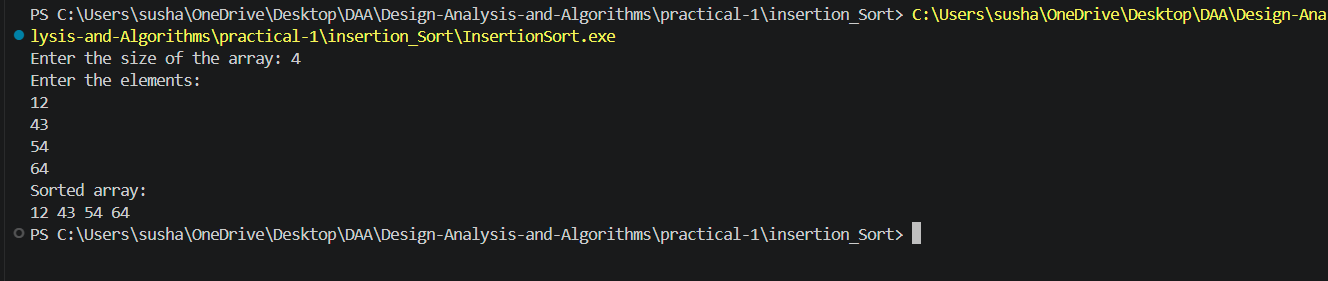 PS C:\Users\susha\OneDrive\Desktop\DAA\Design-Analysis-and-Algorithms\practical-1\insertion_Sort> C:\Users\susha\OneDrive\Desktop\DAA\Design-Ana
lysis-and-Algorithms\practical-1\insertion_Sort\InsertionSort.exe
Enter the size of the array: 4
Enter the elements:
12
43
54
64
Sorted array:
12 43 54 64
PS C:\Users\susha\OneDrive\Desktop\DAA\Design-Analysis-and-Algorithms\practical-1\insertion_Sort>